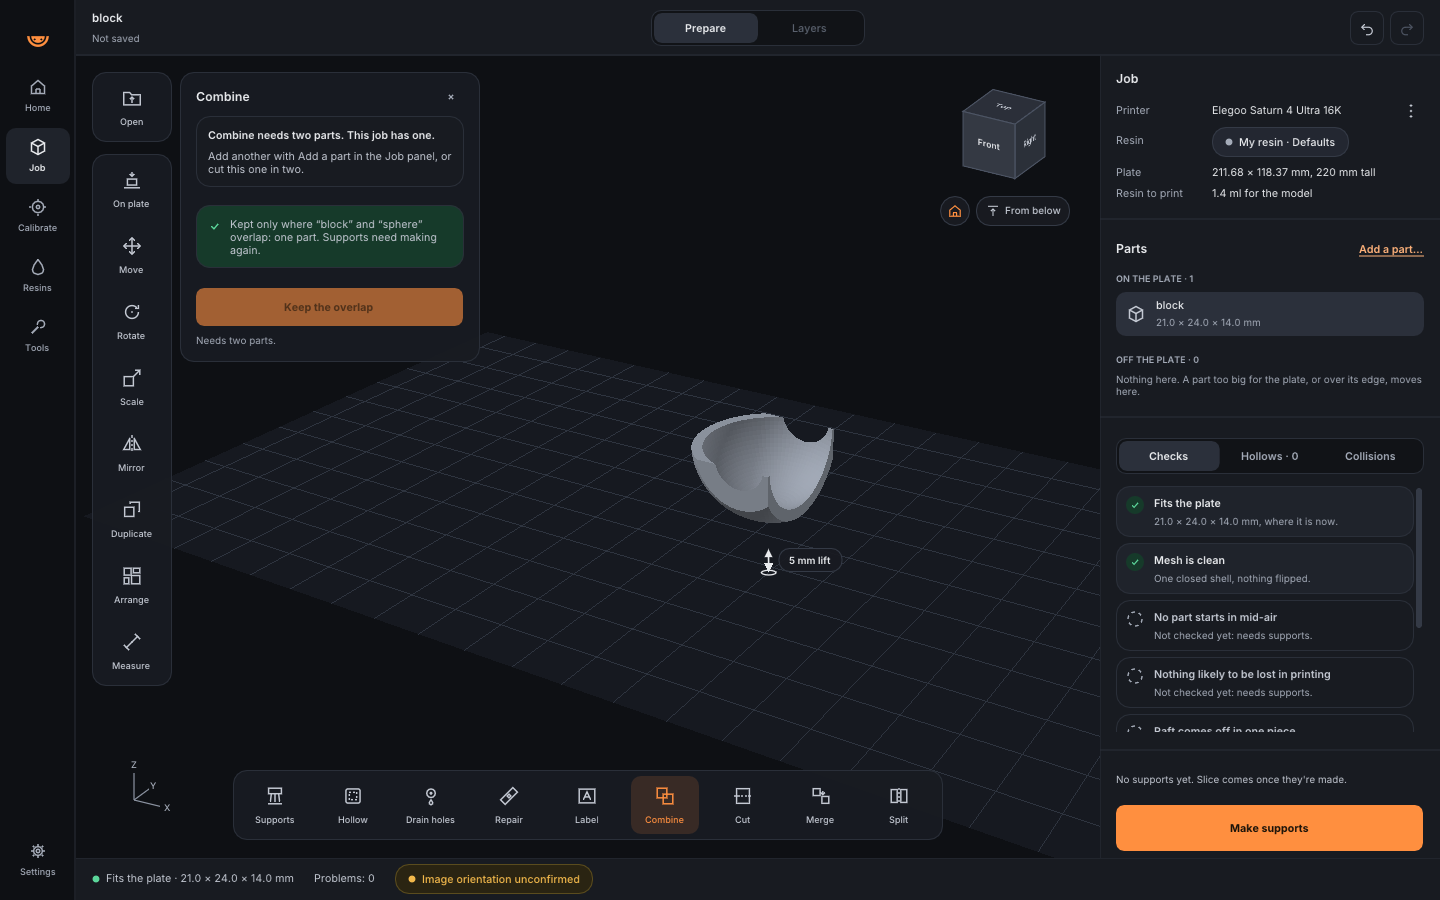 block
Not saved
Prepare
Layers
Home
Job
Calibrate
Resins
Tools
Settings
Open
On plate
Move
Rotate
Scale
Mirror
Duplicate
Arrange
Measure
Combine
Combine needs two parts. This job has one.
Add another with Add a part in the Job panel, or
cut this one in two.
Kept only where “block” and “sphere”
overlap: one part. Supports need making
again.
Keep the overlap
Needs two parts.
Top
Front
Right
From below
5 mm lift
Z
Y
X
Supports
Hollow
Drain holes
Repair
Label
Combine
Cut
Merge
Split
Job
Printer
Elegoo Saturn 4 Ultra 16K
Resin
My resin · Defaults
Plate
211.68 × 118.37 mm, 220 mm tall
Resin to print
1.4 ml for the model
Parts
Add a part...
ON THE PLATE · 1
block
21.0 × 24.0 × 14.0 mm
OFF THE PLATE · 0
Nothing here. A part too big for the plate, or over its edge, moves
here.
Checks
Hollows · 0
Collisions
Fits the plate
21.0 × 24.0 × 14.0 mm, where it is now.
Mesh is clean
One closed shell, nothing flipped.
No part starts in mid-air
Not checked yet: needs supports.
Nothing likely to be lost in printing
Not checked yet: needs supports.
Raft comes off in one piece
No supports yet. Slice comes once they're made.
Make supports
Fits the plate · 21.0 × 24.0 × 14.0 mm
Problems: 0
Image orientation unconfirmed